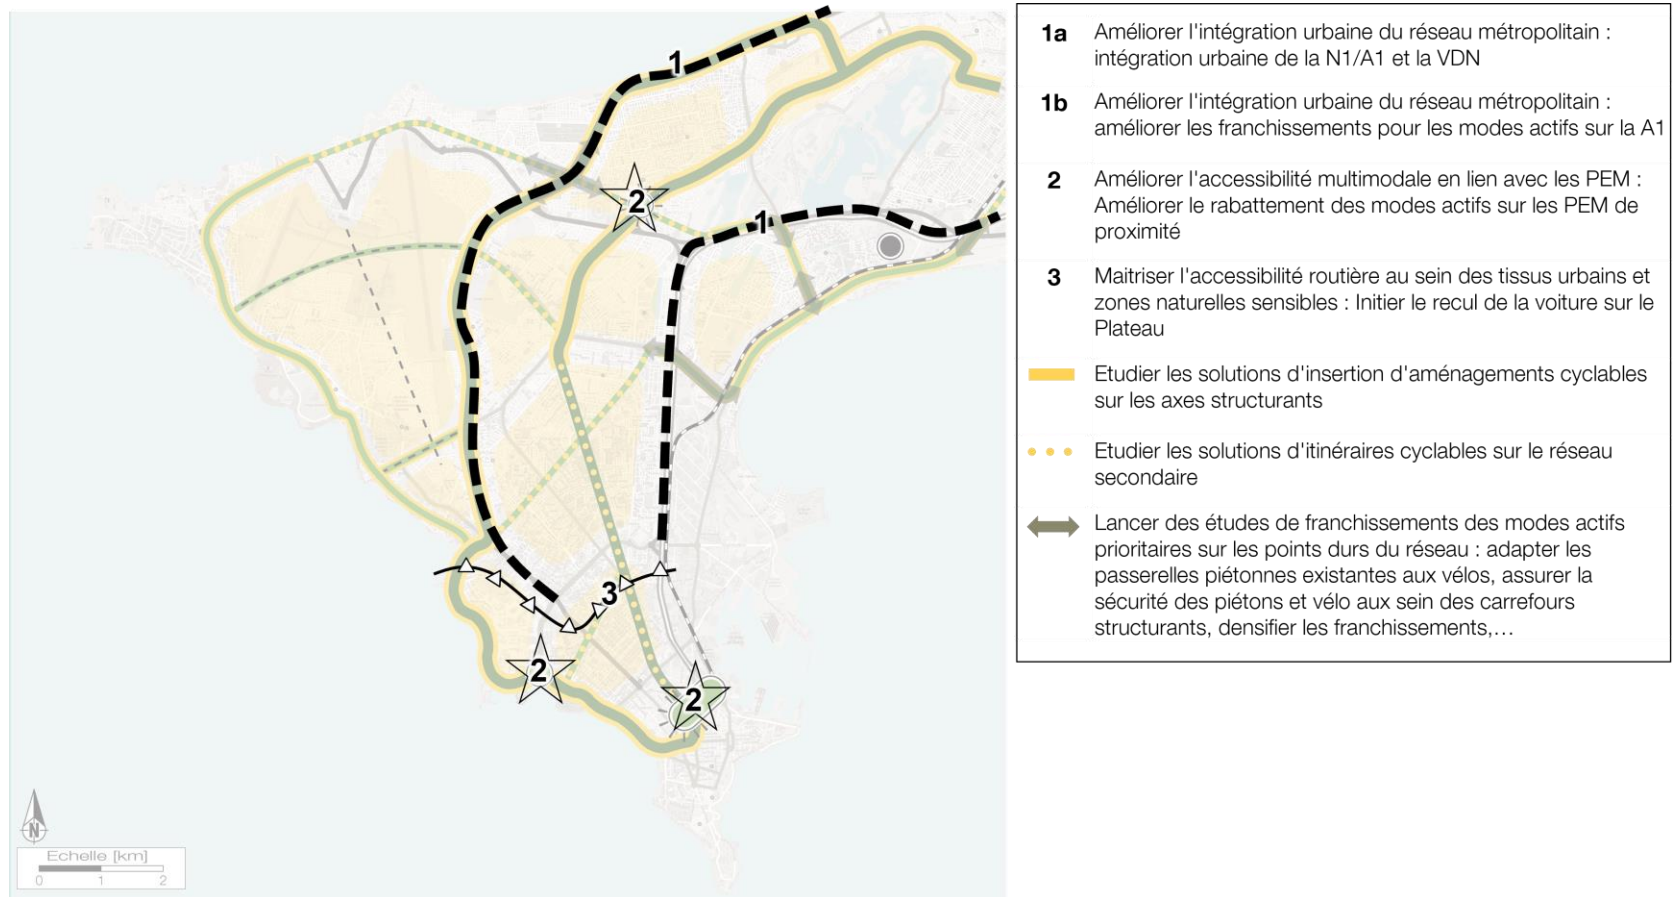 1
2
1
3
2
2
N
Echelle [km]
0 1 2
1a Améliorer l'intégration urbaine du réseau métropolitain :
intégration urbaine de la N1/A1 et la VDN
1b Améliorer l'intégration urbaine du réseau métropolitain :
améliorer les franchissements pour les modes actifs sur la A1
2 Améliorer l'accessibilité multimodale en lien avec les PEM :
Améliorer le rabattement des modes actifs sur les PEM de
proximité
3 Maitriser l'accessibilité routière au sein des tissus urbains et
zones naturelles sensibles : Initier le recul de la voiture sur le
Plateau
Etudier les solutions d'insertion d'aménagements cyclables
sur les axes structurants
Etudier les solutions d'itinéraires cyclables sur le réseau
secondaire
Lancer des études de franchissements des modes actifs
prioritaires sur les points durs du réseau : adapter les
passerelles piétonnes existantes aux vélos, assurer la
sécurité des piétons et vélo aux sein des carrefours
structurants, densifier les franchissements,…